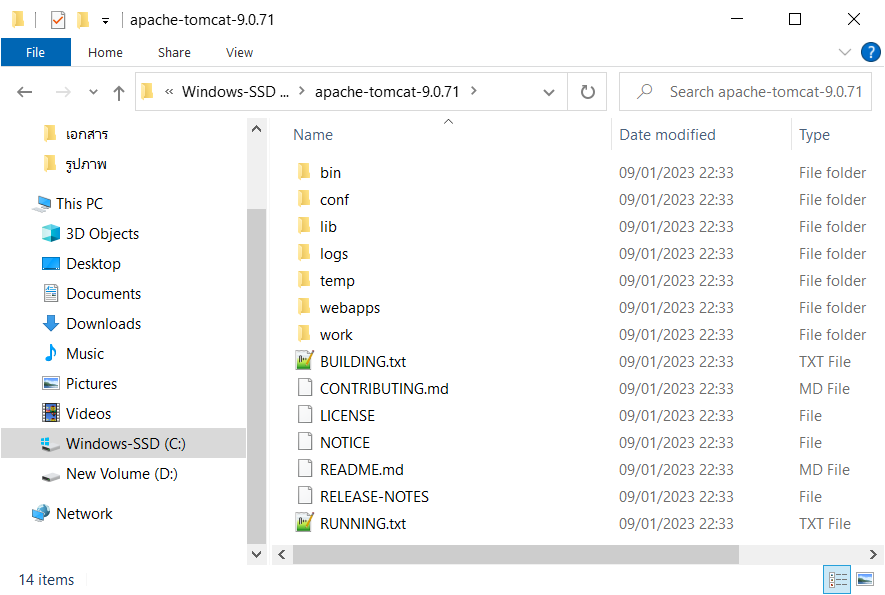 apache-tomcat-9.0.71
File Home Share View
« Windows-SSD ... > apache-tomcat-9.0.71 > Search apache-tomcat-9.0.71
เอกสาร
รูปภาพ
This PC
3D Objects
Desktop
Documents
Downloads
Music
Pictures
Videos
Windows-SSD (C:)
New Volume (D:)
Network
Name Date modified Type
bin 09/01/2023 22:33 File folder
conf 09/01/2023 22:33 File folder
lib 09/01/2023 22:33 File folder
logs 09/01/2023 22:33 File folder
temp 09/01/2023 22:33 File folder
webapps 09/01/2023 22:33 File folder
work 09/01/2023 22:33 File folder
BUILDING.txt 09/01/2023 22:33 TXT File
CONTRIBUTING.md 09/01/2023 22:33 MD File
LICENSE 09/01/2023 22:33 File
NOTICE 09/01/2023 22:33 File
README.md 09/01/2023 22:33 MD File
RELEASE-NOTES 09/01/2023 22:33 File
RUNNING.txt 09/01/2023 22:33 TXT File
14 items